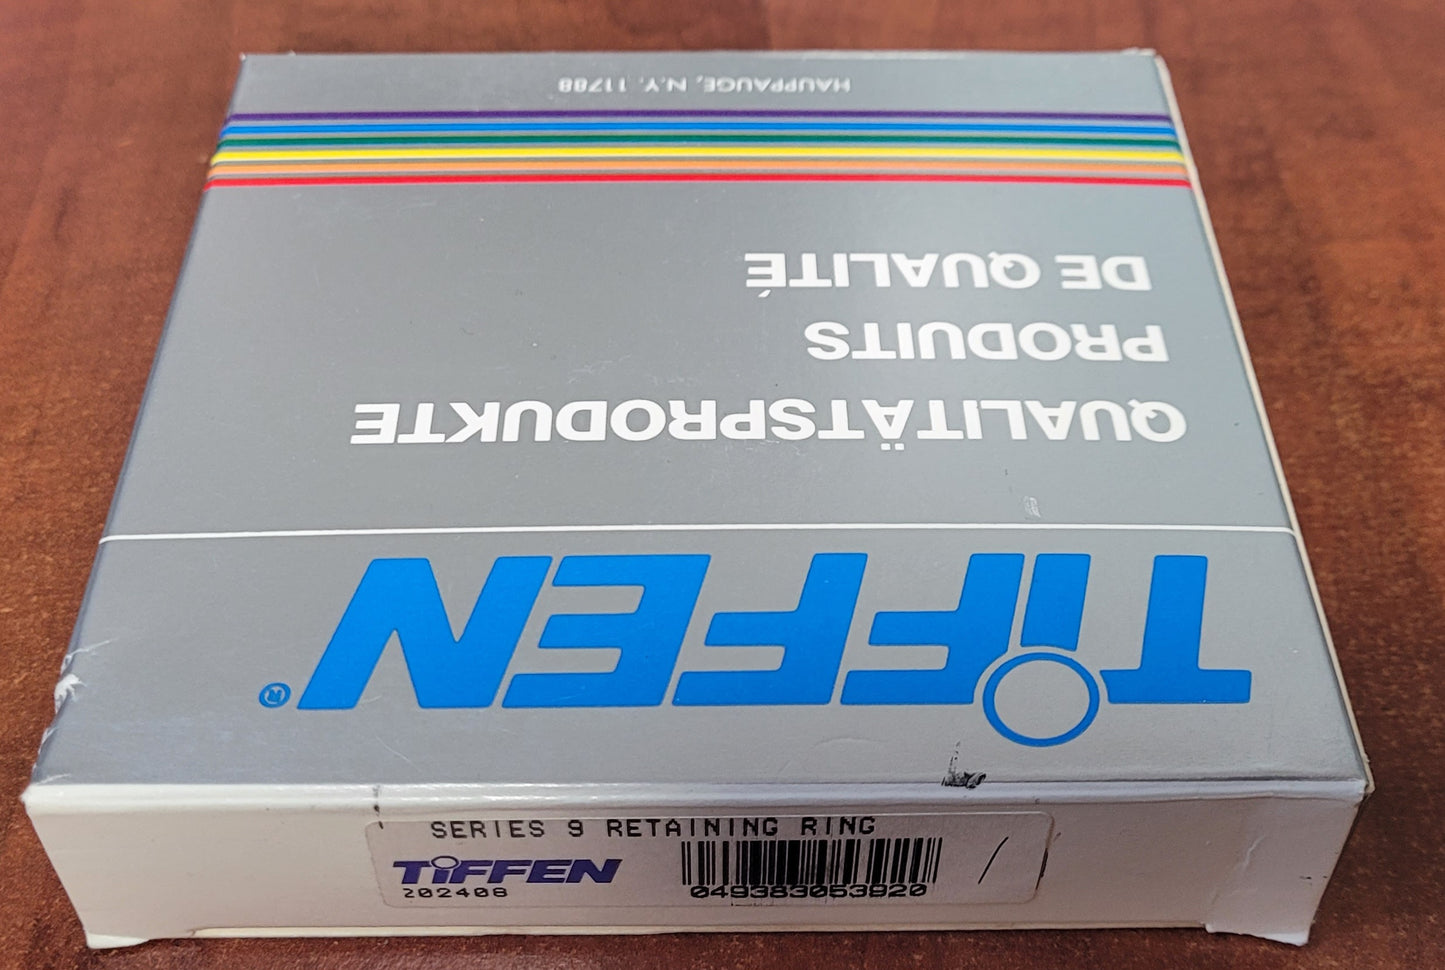 TIFFEN®
QUALITÄTSPRODUKTE
PRODUITS
DE QUALITÉ
HAUPPAUGE, N.Y. 11788
SERIES 9 RETAINING RING
TIFFEN
202408
049383053920